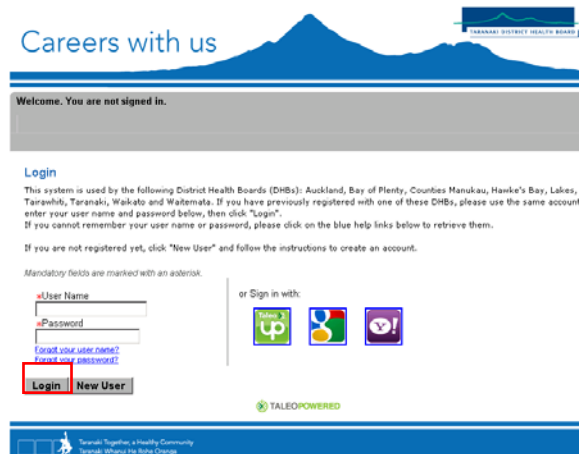 Careers with us
TARANAKI DISTRICT HEALTH BOARD
Welcome. You are not signed in.
Login
This system is used by the following District Health Boards (DHBs): Auckland, Bay of Plenty, Counties Manukau, Hawke's Bay, Lakes,
Tairawhiti, Taranaki, Waikato and Waitemata. If you have previously registered with one of these DHBs, please use the same account
enter your user name and password below, then click "Login".
If you cannot remember your user name or password, please click on the blue help links below to retrieve them.
If you are not registered yet, click "New User" and follow the instructions to create an account.
Mandatory fields are marked with an asterisk.
*User Name
*Password
Forgot your user name?
Forgot your password?
Login New User
or Sign in with:
Taleo
up
g
Y!
TALEOPOWERED
Taranaki Together, a Healthy Community
Taranaki Whanui He Rohe Oranga